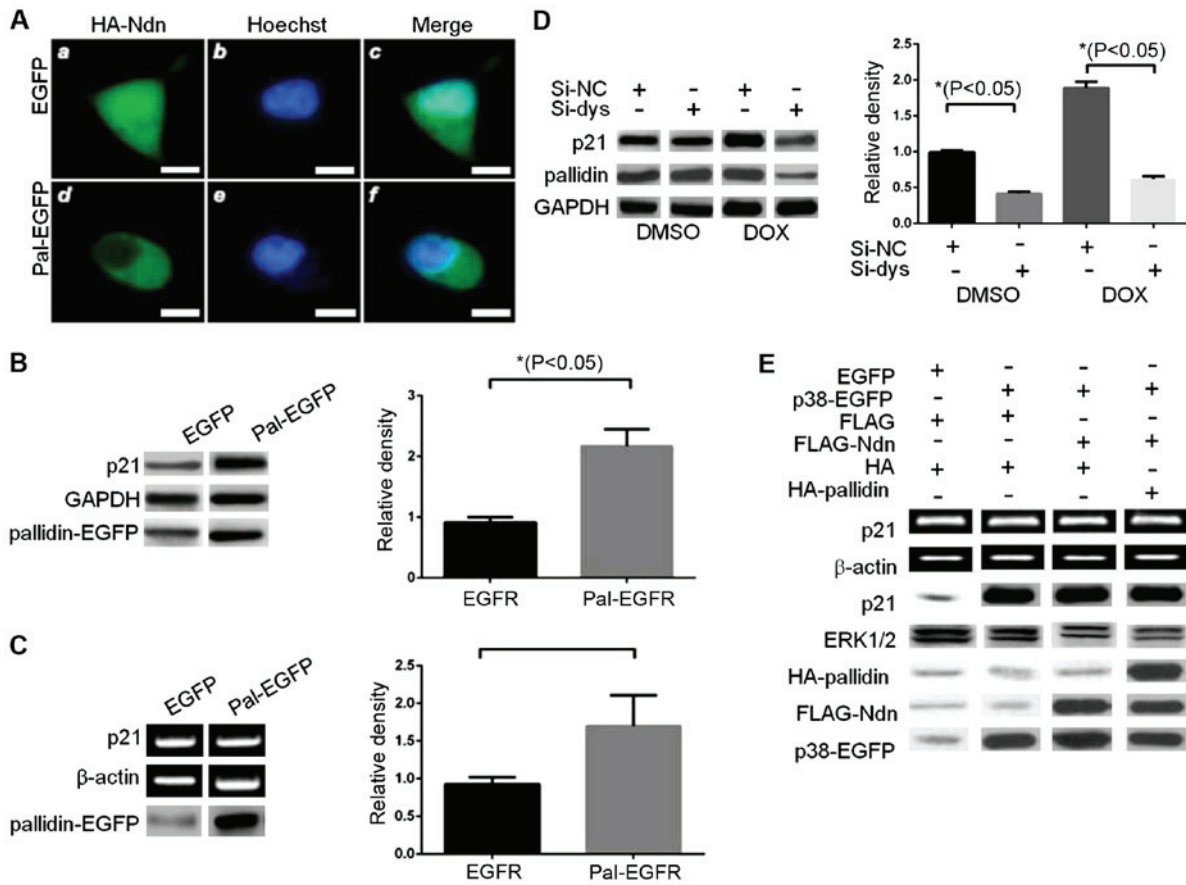 A
HA-Ndn Hoechst Merge
EGFP
a b c
Pal-EGFP
d e f
B
EGFP Pal-EGFP
p21
GAPDH
pallidin-EGFP
*(P<0.05)
Relative density
3
2
1
0
EGFR Pal-EGFR
C
EGFP Pal-EGFP
p21
β-actin
pallidin-EGFP
Relative density
2.5
2.0
1.5
1.0
0.5
0.0
EGFR Pal-EGFR
D
Si-NC + - + -
Si-dys - + - +
p21
pallidin
GAPDH
DMSO DOX
*(P<0.05)
*(P<0.05)
Relative density
2.5
2.0
1.5
1.0
0.5
0.0
Si-NC + - + -
Si-dys - + - +
DMSO DOX
E
EGFP + - - -
p38-EGFP - + + +
FLAG + + - -
FLAG-Ndn - - + +
HA + + + -
HA-pallidin - - - +
p21
β-actin
p21
ERK1/2
HA-pallidin
FLAG-Ndn
p38-EGFP